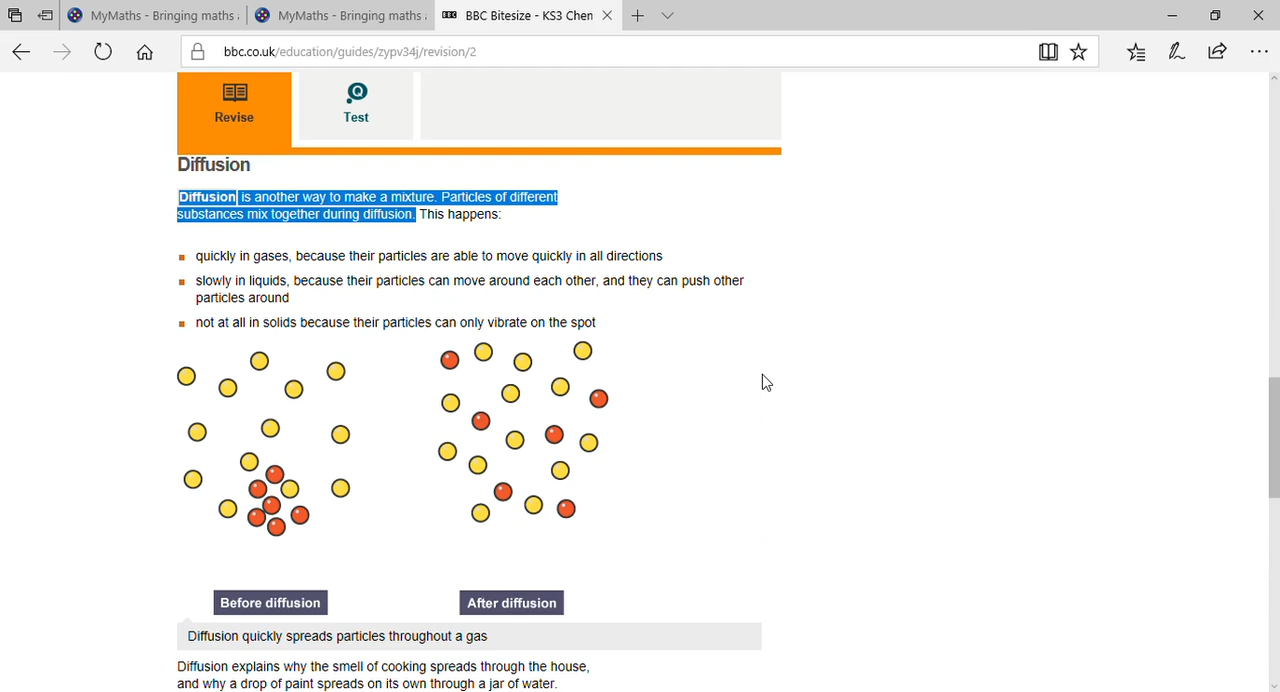 MyMaths - Bringing maths
MyMaths - Bringing maths
BBC BBC Bitesize - KS3 Chen
bbc.co.uk/education/guides/zypv34j/revision/2
Revise
Test
Diffusion
Diffusion is another way to make a mixture. Particles of different
substances mix together during diffusion. This happens:
quickly in gases, because their particles are able to move quickly in all directions
slowly in liquids, because their particles can move around each other, and they can push other
particles around
not at all in solids because their particles can only vibrate on the spot
Before diffusion
After diffusion
Diffusion quickly spreads particles throughout a gas
Diffusion explains why the smell of cooking spreads through the house,
and why a drop of paint spreads on its own through a jar of water.